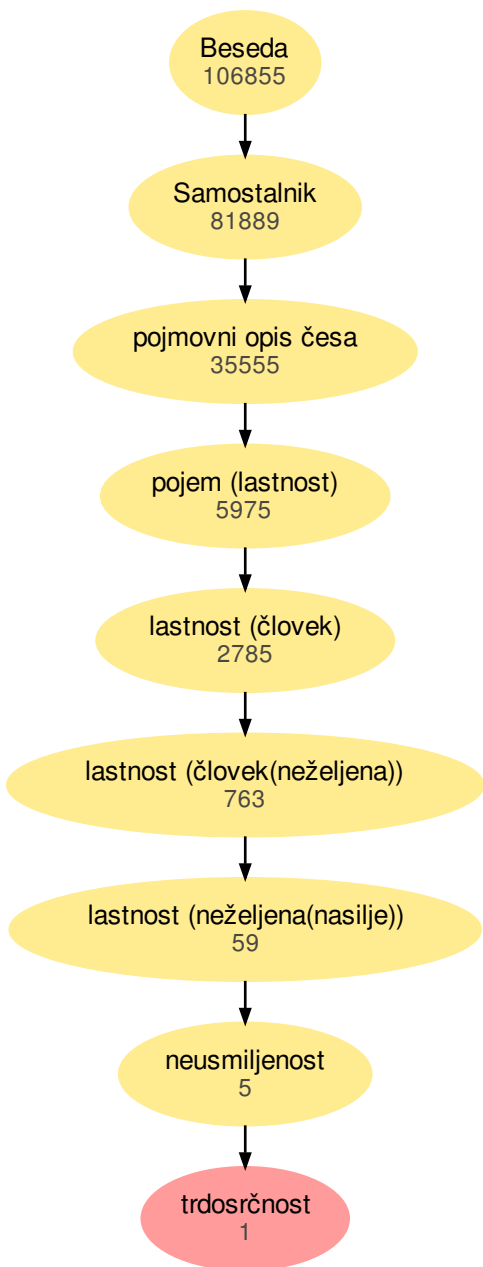 Beseda
106855
Samostalnik
81889
pojmovni opis česa
35555
pojem (lastnost)
5975
lastnost (človek)
2785
lastnost (človek(neželjena))
763
lastnost (neželjena(nasilje))
59
neusmiljenost
5
trdosrčnost
1